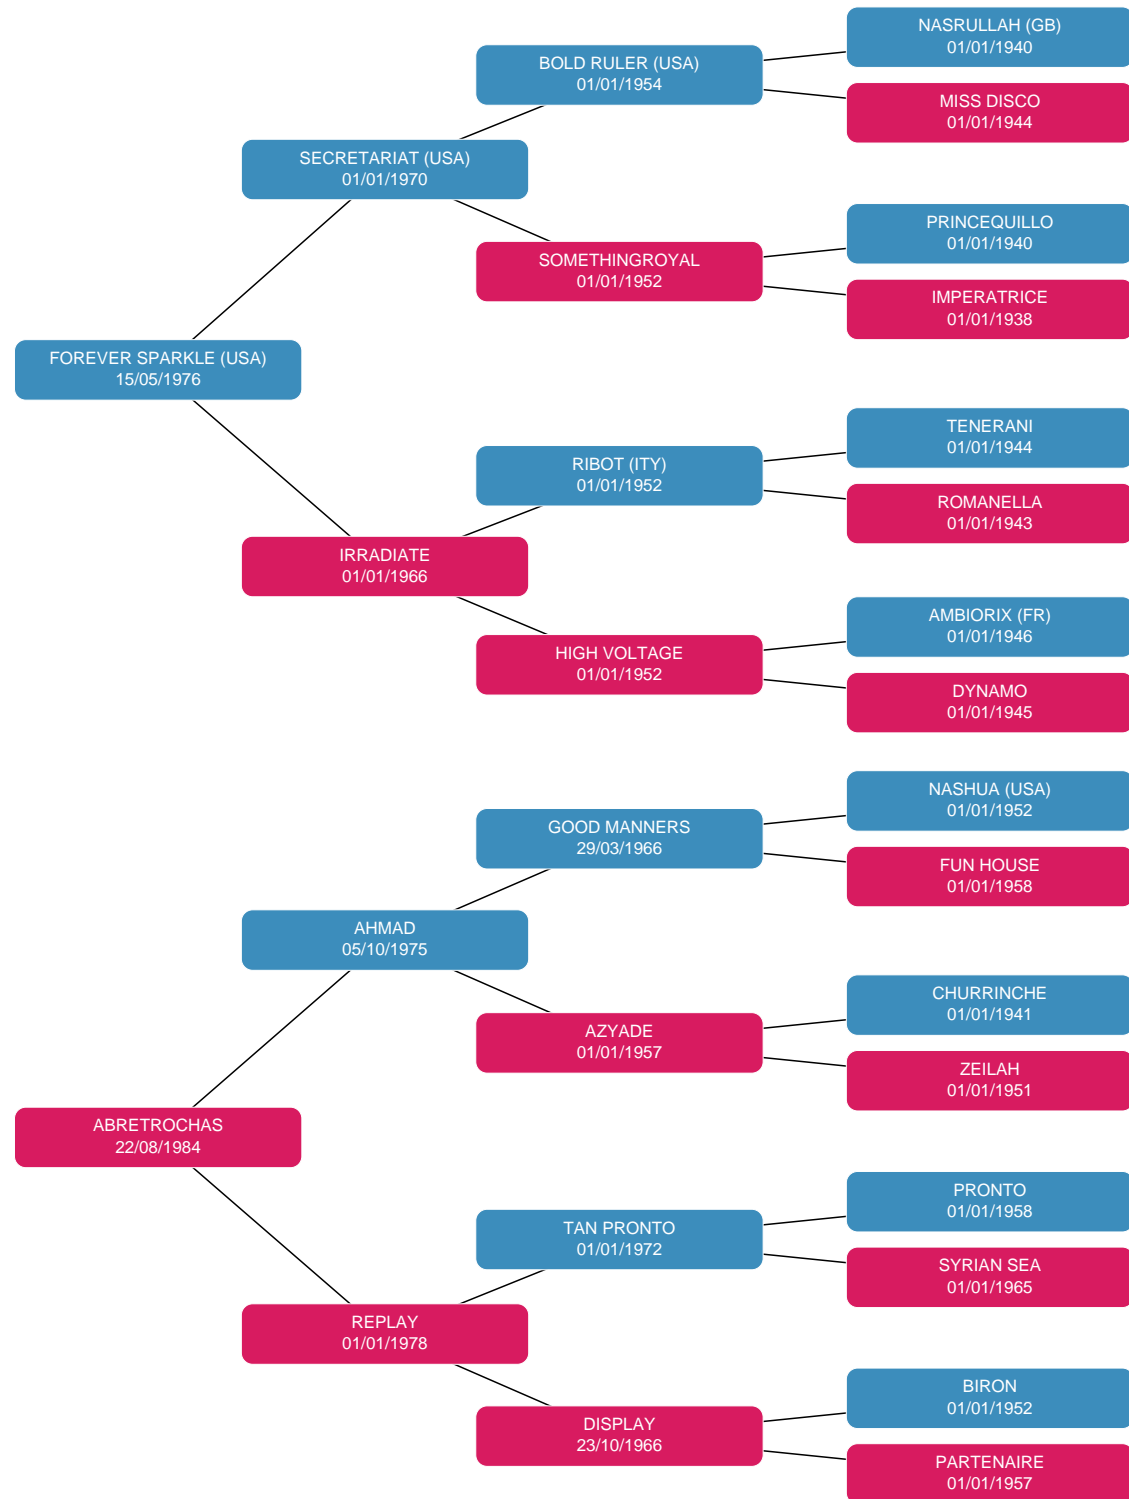 NASRULLAH (GB)
01/01/1940
BOLD RULER (USA)
01/01/1954
MISS DISCO
01/01/1944
SECRETARIAT (USA)
01/01/1970
PRINCEQUILLO
01/01/1940
SOMETHINGROYAL
01/01/1952
IMPERATRICE
01/01/1938
FOREVER SPARKLE (USA)
15/05/1976
TENERANI
01/01/1944
RIBOT (ITY)
01/01/1952
ROMANELLA
01/01/1943
IRRADIATE
01/01/1966
AMBIORIX (FR)
01/01/1946
HIGH VOLTAGE
01/01/1952
DYNAMO
01/01/1945
NASHUA (USA)
01/01/1952
GOOD MANNERS
29/03/1966
FUN HOUSE
01/01/1958
AHMAD
05/10/1975
CHURRINCHE
01/01/1941
AZYADE
01/01/1957
ZEILAH
01/01/1951
ABRETROCHAS
22/08/1984
PRONTO
01/01/1958
TAN PRONTO
01/01/1972
SYRIAN SEA
01/01/1965
REPLAY
01/01/1978
BIRON
01/01/1952
DISPLAY
23/10/1966
PARTENAIRE
01/01/1957